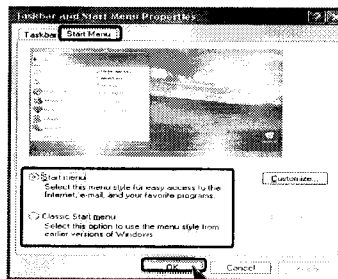 Taskbar and Start Menu Properties
Taskbar Start Menu
Start menu
Select this menu style for easy access to the
Internet, e-mail, and your favorite programs.
Customize...
Classic Start menu
Select this option to use the menu style from
earlier versions of Windows.
OK Cancel Apply